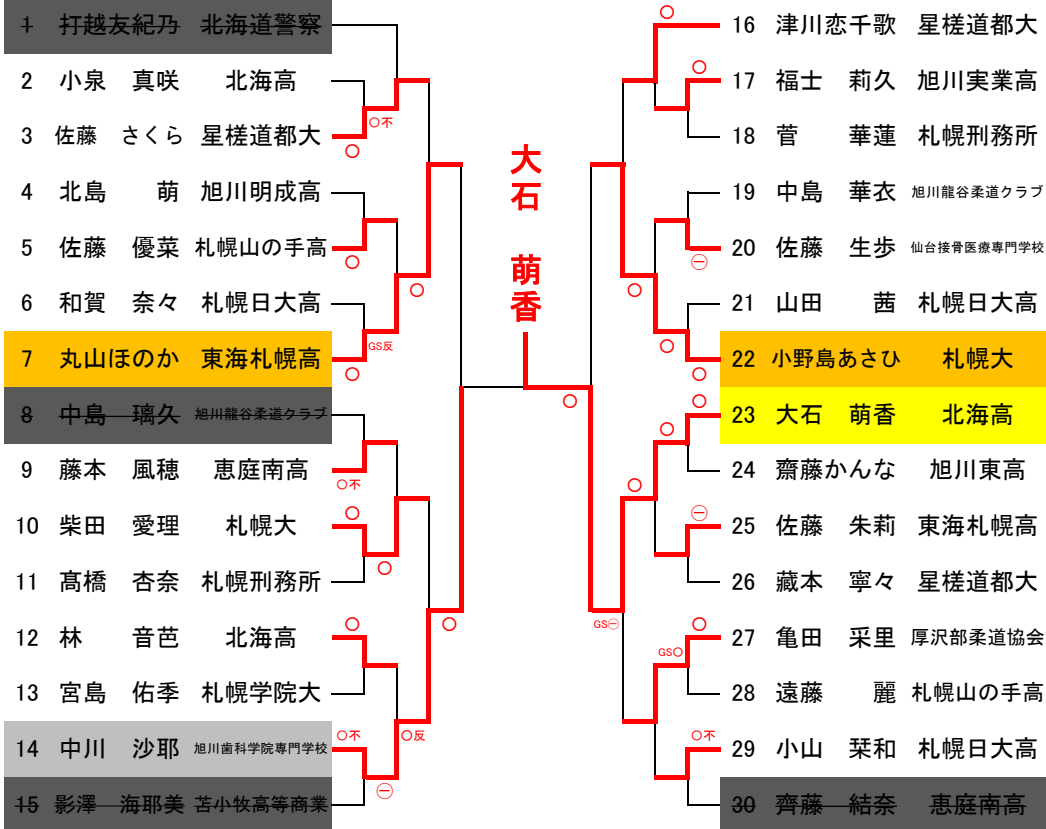 1 打越友紀乃 北海道警察
2 小泉 真咲 北海高
〇不
3 佐藤 さくら 星槎道都大
〇
4 北島 萌 旭川明成高
5 佐藤 優菜 札幌山の手高
〇
〇
6 和賀 奈々 札幌日大高
GS反
7 丸山ほのか 東海札幌高
〇
8 中島 璃久 旭川龍谷柔道クラブ
9 藤本 風穂 恵庭南高
〇不
〇
10 柴田 愛理 札幌大
〇
11 髙橋 杏奈 札幌刑務所
〇
12 林 音芭 北海高
〇
13 宮島 佑季 札幌学院大
〇不
〇反
14 中川 沙耶 旭川歯科学院専門学校
㊀
15 影澤 海耶美 苫小牧高等商業
大石 萌香
〇
〇
16 津川恋千歌 星槎道都大
〇
17 福士 莉久 旭川実業高
18 菅 華蓮 札幌刑務所
19 中島 華衣 旭川龍谷柔道クラブ
20 佐藤 生歩 仙台接骨医療専門学校
㊀
〇
21 山田 茜 札幌日大高
〇
22 小野島あさひ 札幌大
〇
〇
23 大石 萌香 北海高
〇
24 齋藤かんな 旭川東高
〇
㊀
25 佐藤 朱莉 東海札幌高
26 藏本 寧々 星槎道都大
GS㊀
〇
27 亀田 采里 厚沢部柔道協会
GS〇
28 遠藤 麗 札幌山の手高
〇不
29 小山 栞和 札幌日大高
30 齊藤 結奈 恵庭南高